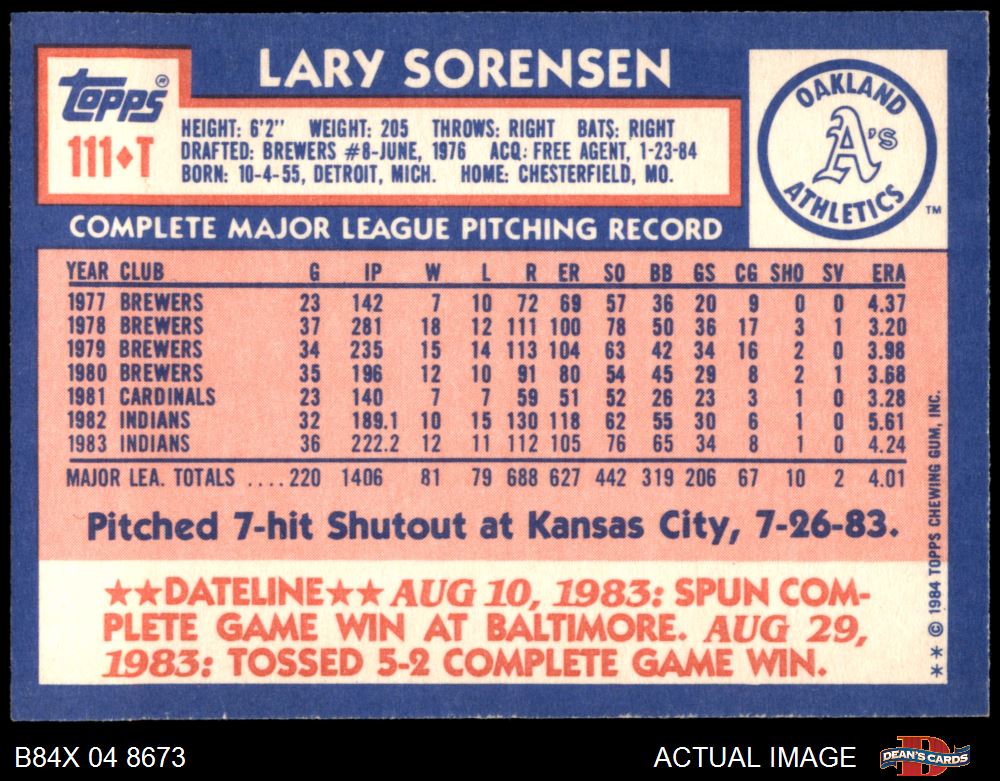 LARY SORENSEN
Topps®
111♦T
HEIGHT: 6'2" WEIGHT: 205 THROWS: RIGHT BATS: RIGHT
DRAFTED: BREWERS #8-JUNE, 1976 ACQ: FREE AGENT, 1-23-84
BORN: 10-4-55, DETROIT, MICH. HOME: CHESTERFIELD, MO.
OAKLAND
A's
ATHLETICS
TM
COMPLETE MAJOR LEAGUE PITCHING RECORD
YEAR CLUB G IP W L R ER SO BB GS CG SHO SV ERA
1977 BREWERS 23 142 7 10 72 69 57 36 20 9 0 0 4.37
1978 BREWERS 37 281 18 12 111 100 78 50 36 17 3 1 3.20
1979 BREWERS 34 235 15 14 113 104 63 42 34 16 2 0 3.98
1980 BREWERS 35 196 12 10 91 80 54 45 29 8 2 1 3.68
1981 CARDINALS 23 140 7 7 59 51 52 26 23 3 1 0 3.28
1982 INDIANS 32 189.1 10 15 130 118 62 55 30 6 1 0 5.61
1983 INDIANS 36 222.2 12 11 112 105 76 65 34 8 1 0 4.24
MAJOR LEA. TOTALS ....220 1406 81 79 688 627 442 319 206 67 10 2 4.01
Pitched 7-hit Shutout at Kansas City, 7-26-83.
★★DATELINE★★ AUG 10, 1983: SPUN COM-
PLETE GAME WIN AT BALTIMORE. AUG 29,
1983: TOSSED 5-2 COMPLETE GAME WIN.
** © 1984 TOPPS CHEWING GUM, INC.
B84X 04 8673
ACTUAL IMAGE
DEAN'S CARDS